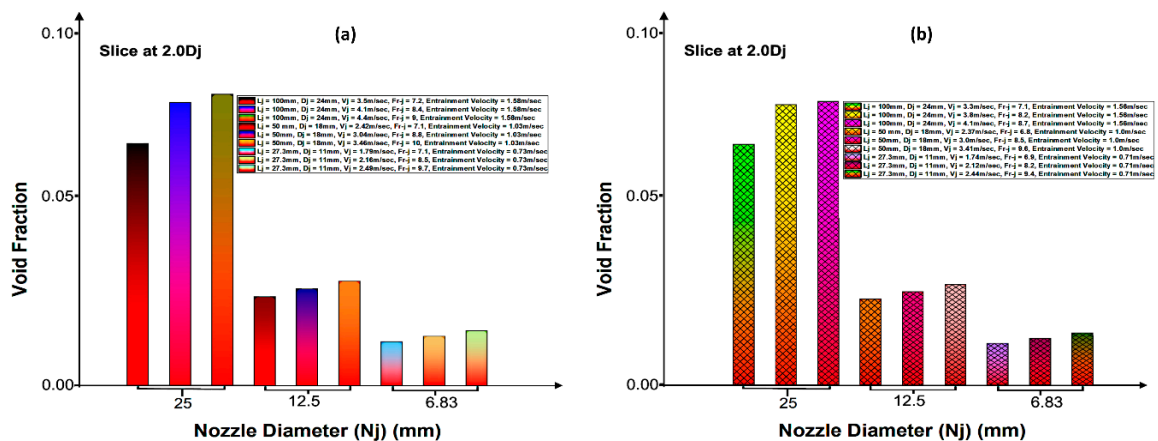 (a)
0.10
Slice at 2.0Dj
Lj = 100mm, Dj = 24mm, Vj = 3.5m/sec, Fr-j = 7.2, Entrainment Velocity = 1.58m/sec
Lj = 100mm, Dj = 24mm, Vj = 4.1m/sec, Fr-j = 8.4, Entrainment Velocity = 1.58m/sec
Lj = 100mm, Dj = 24mm, Vj = 4.4m/sec, Fr-j = 9, Entrainment Velocity = 1.58m/sec
Lj = 50 mm, Dj = 18mm, Vj = 2.42m/sec, Fr-j = 7.1, Entrainment Velocity = 1.03m/sec
Lj = 50mm, Dj = 18mm, Vj = 3.04m/sec, Fr-j = 8.8, Entrainment Velocity = 1.03m/sec
Lj = 50mm, Dj = 18mm, Vj = 3.46m/sec, Fr-j = 10, Entrainment Velocity = 1.03m/sec
Lj = 27.3mm, Dj = 11mm, Vj = 1.79m/sec, Fr-j = 7.1, Entrainment Velocity = 0.73m/sec
Lj = 27.3mm, Dj = 11mm, Vj = 2.16m/sec, Fr-j = 8.5, Entrainment Velocity = 0.73m/sec
Lj = 27.3mm, Dj = 11mm, Vj = 2.49m/sec, Fr-j = 9.7, Entrainment Velocity = 0.73m/sec
0.05
Void Fraction
0.00
25
12.5
6.83
Nozzle Diameter (Nj) (mm)
(b)
0.10
Slice at 2.0Dj
Lj = 100mm, Dj = 24mm, Vj = 3.3m/sec, Fr-j = 7.1, Entrainment Velocity = 1.56m/sec
Lj = 100mm, Dj = 24mm, Vj = 3.8m/sec, Fr-j = 8.2, Entrainment Velocity = 1.56m/sec
Lj = 100mm, Dj = 24mm, Vj = 4.1m/sec, Fr-j = 8.7, Entrainment Velocity = 1.56m/sec
Lj = 50 mm, Dj = 18mm, Vj = 2.37m/sec, Fr-j = 6.8, Entrainment Velocity = 1.0m/sec
Lj = 50mm, Dj = 18mm, Vj = 3.0m/sec, Fr-j = 8.5, Entrainment Velocity = 1.0m/sec
Lj = 50mm, Dj = 18mm, Vj = 3.41m/sec, Fr-j = 9.6, Entrainment Velocity = 1.0m/sec
Lj = 27.3mm, Dj = 11mm, Vj = 1.74m/sec, Fr-j = 6.9, Entrainment Velocity = 0.71m/sec
Lj = 27.3mm, Dj = 11mm, Vj = 2.12m/sec, Fr-j = 8.2, Entrainment Velocity = 0.71m/sec
Lj = 27.3mm, Dj = 11mm, Vj = 2.44m/sec, Fr-j = 9.4, Entrainment Velocity = 0.71m/sec
0.05
Void Fraction
0.00
25
12.5
6.83
Nozzle Diameter (Nj) (mm)